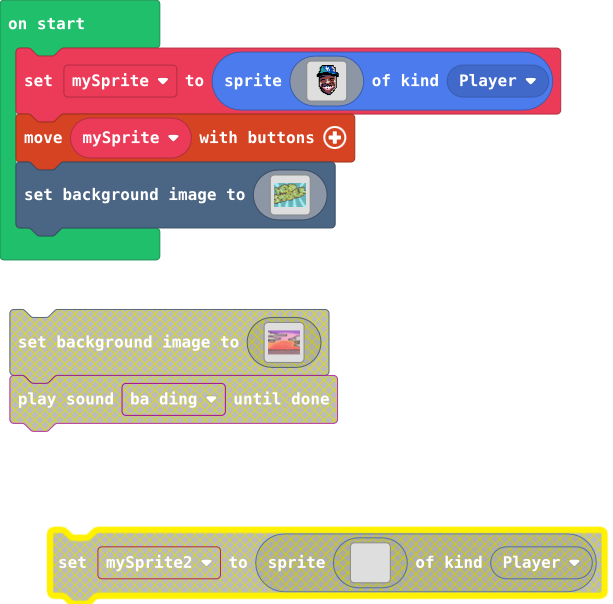 on start
set mySprite to sprite of kind Player
move mySprite with buttons
set background image to
set background image to
play sound ba ding until done
set mySprite2 to sprite of kind Player